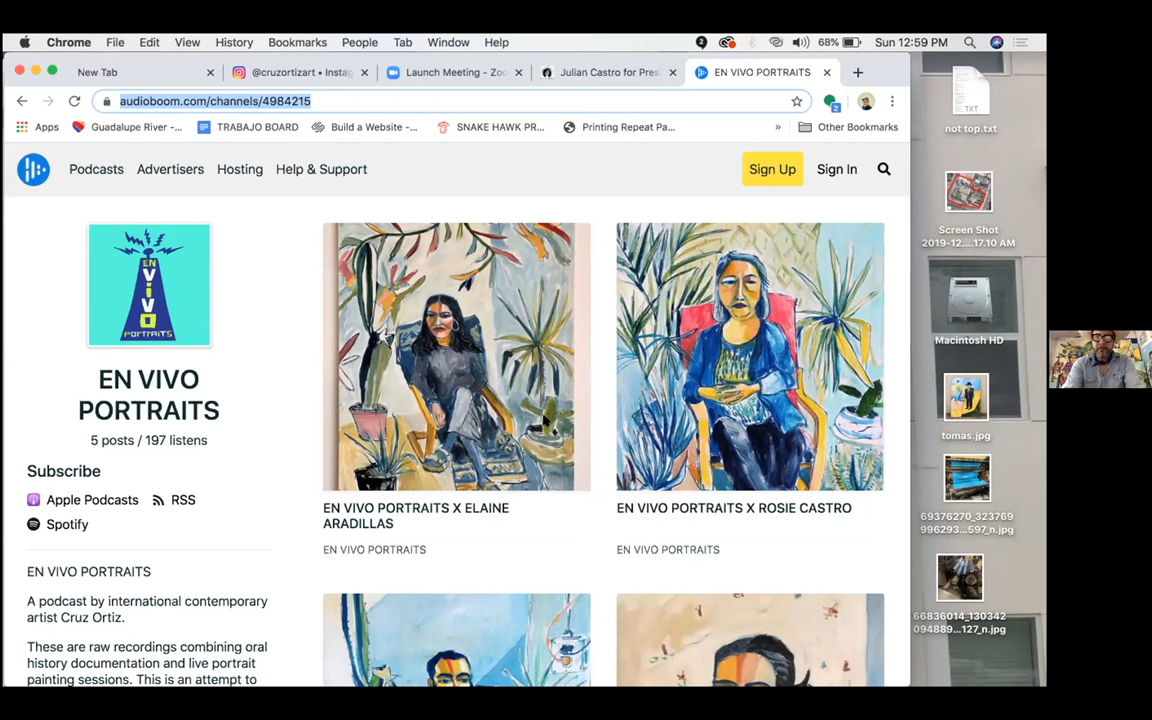 Chrome File Edit View History Bookmarks People Tab Window Help 2 68% Sun 12:59 PM
New Tab @cruzortizart • Instag Launch Meeting - Zoo Julian Castro for Pres EN VIVO PORTRAITS
audioboom.com/channels/4984215 2
Apps Guadalupe River -... TRABAJO BOARD Build a Website -... SNAKE HAWK PR... Printing Repeat Pa... » Other Bookmarks
Podcasts Advertisers Hosting Help & Support Sign Up Sign In
EN
VIVO
PORTRAITS
EN VIVO
PORTRAITS
5 posts / 197 listens
Subscribe
Apple Podcasts RSS
Spotify
EN VIVO PORTRAITS
A podcast by international contemporary
artist Cruz Ortiz.
These are raw recordings combining oral
history documentation and live portrait
painting sessions. This is an attempt to
EN VIVO PORTRAITS X ELAINE
ARADILLAS
EN VIVO PORTRAITS
EN VIVO PORTRAITS X ROSIE CASTRO
EN VIVO PORTRAITS
TXT
not top.txt
Screen Shot
2019-12....17.10 AM
Macintosh HD
tomas.jpg
69376270_323769
996293...597_n.jpg
66836014_130342
094889...127_n.jpg